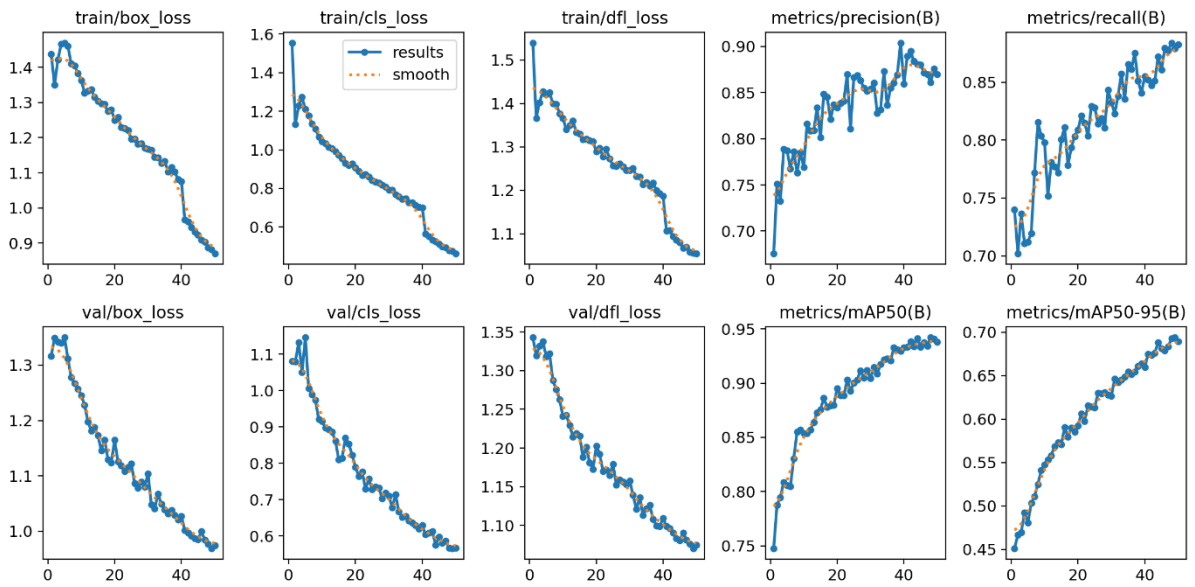 train/box_loss
train/cls_loss
train/dfl_loss
metrics/precision(B)
metrics/recall(B)
1.4
1.3
1.2
1.1
1.0
0.9
0 20 40
1.6
1.4
1.2
1.0
0.8
0.6
results
smooth
0 20 40
1.5
1.4
1.3
1.2
1.1
0 20 40
0.90
0.85
0.80
0.75
0.70
0 20 40
0.85
0.80
0.75
0.70
0 20 40
val/box_loss
val/cls_loss
val/dfl_loss
metrics/mAP50(B)
metrics/mAP50-95(B)
1.3
1.2
1.1
1.0
0 20 40
1.1
1.0
0.9
0.8
0.7
0.6
0 20 40
1.35
1.30
1.25
1.20
1.15
1.10
0 20 40
0.95
0.90
0.85
0.80
0.75
0 20 40
0.70
0.65
0.60
0.55
0.50
0.45
0 20 40